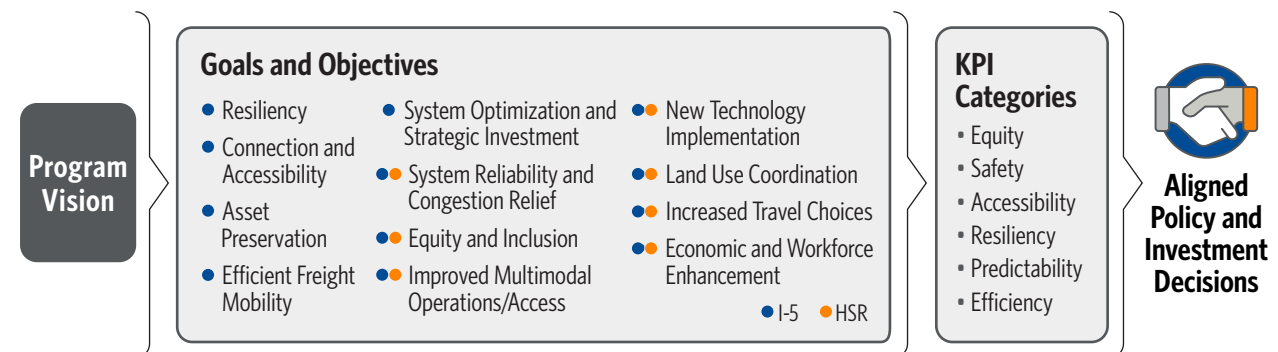 Program
Vision
Goals and Objectives
• Resiliency
• Connection and
Accessibility
• Asset
Preservation
• Efficient Freight
Mobility
• System Optimization and
Strategic Investment
•• System Reliability and
Congestion Relief
•• Equity and Inclusion
•• Improved Multimodal
Operations/Access
•• New Technology
Implementation
•• Land Use Coordination
•• Increased Travel Choices
•• Economic and Workforce
Enhancement
• I-5 • HSR
KPI
Categories
• Equity
• Safety
• Accessibility
• Resiliency
• Predictability
• Efficiency
Aligned
Policy and
Investment
Decisions